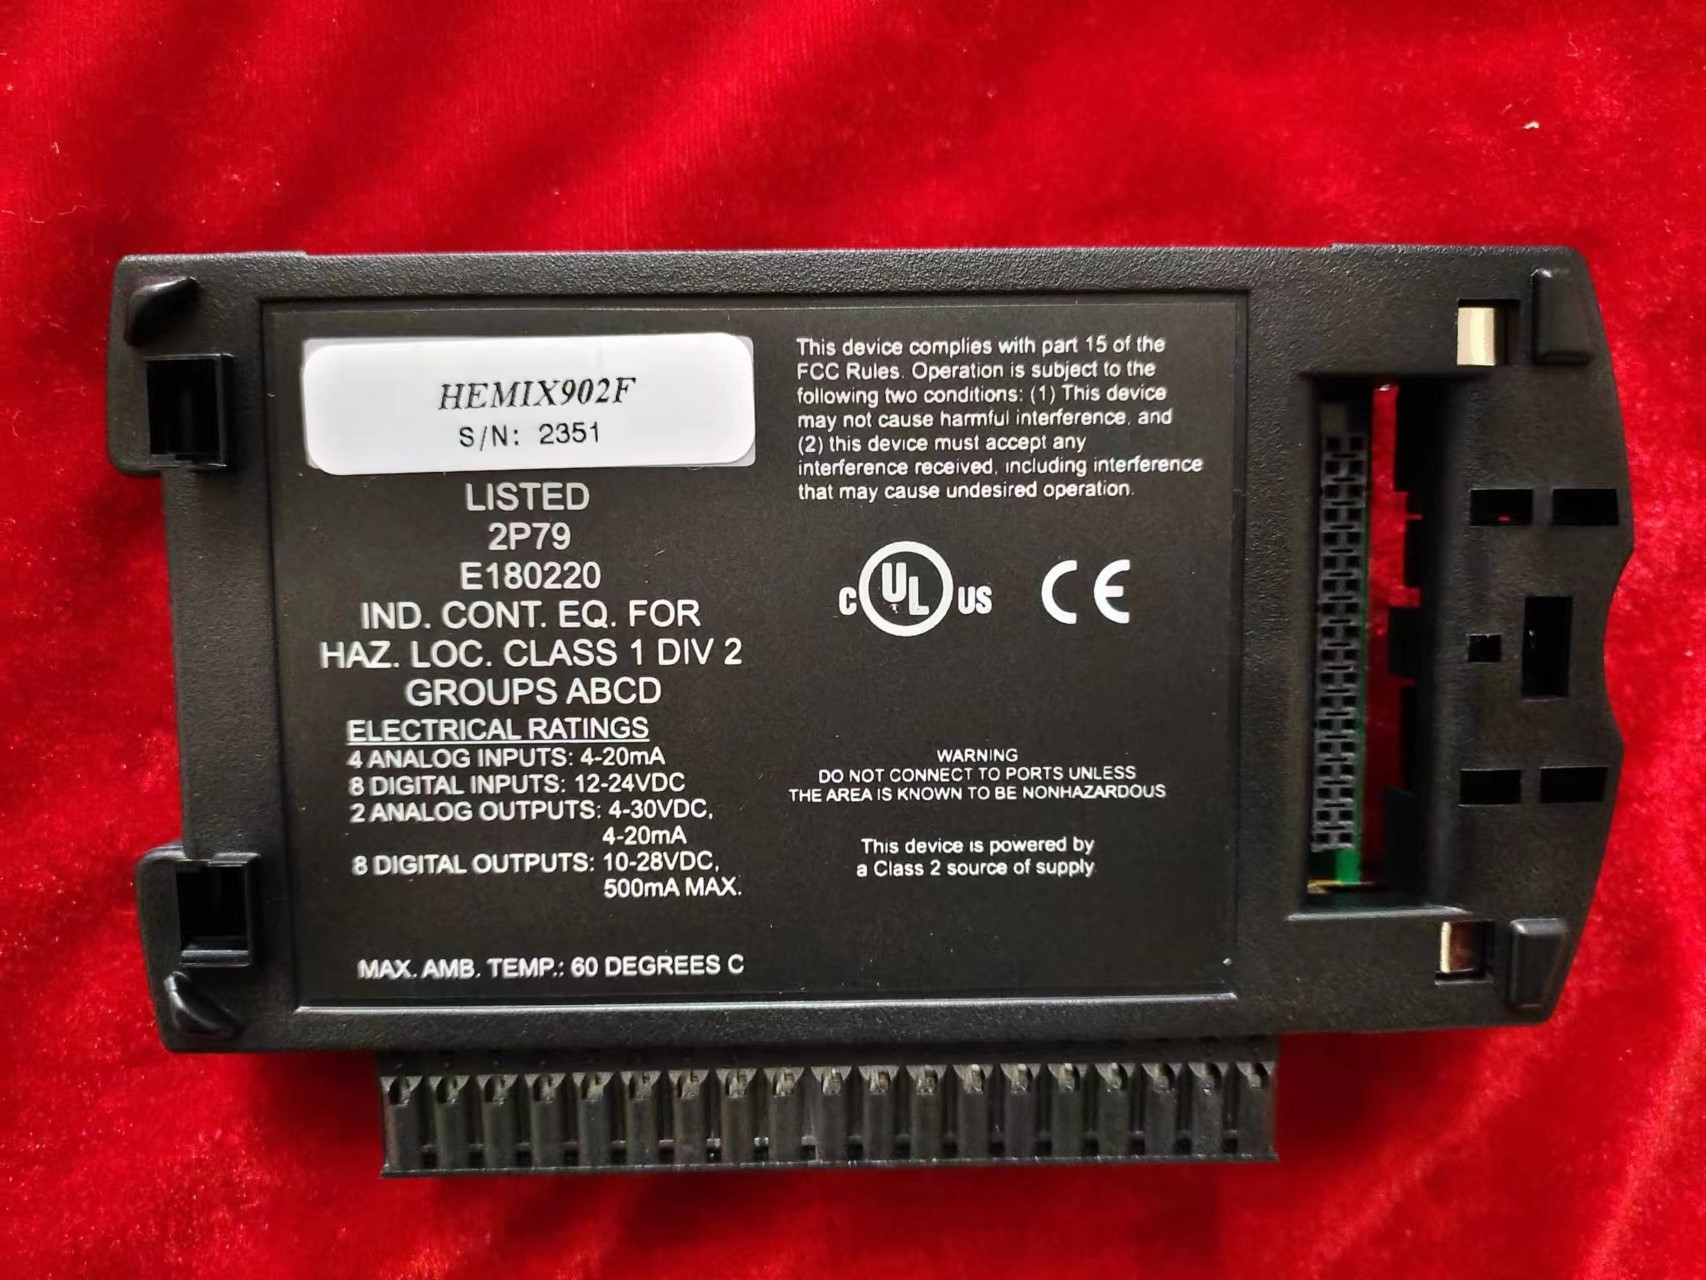 HEMIX902F
S/N: 2351
LISTED
2P79
E180220
IND. CONT. EQ. FOR
HAZ. LOC. CLASS 1 DIV 2
GROUPS ABCD
ELECTRICAL RATINGS
4 ANALOG INPUTS: 4-20mA
8 DIGITAL INPUTS: 12-24VDC
2 ANALOG OUTPUTS: 4-30VDC,
4-20mA
8 DIGITAL OUTPUTS: 10-28VDC,
500mA MAX.
MAX. AMB. TEMP.: 60 DEGREES C
This device complies with part 15 of the
FCC Rules. Operation is subject to the
following two conditions: (1) This device
may not cause harmful interference, and
(2) this device must accept any
interference received, including interference
that may cause undesired operation.
c UL US CE
WARNING
DO NOT CONNECT TO PORTS UNLESS
THE AREA IS KNOWN TO BE NONHAZARDOUS
This device is powered by
a Class 2 source of supply